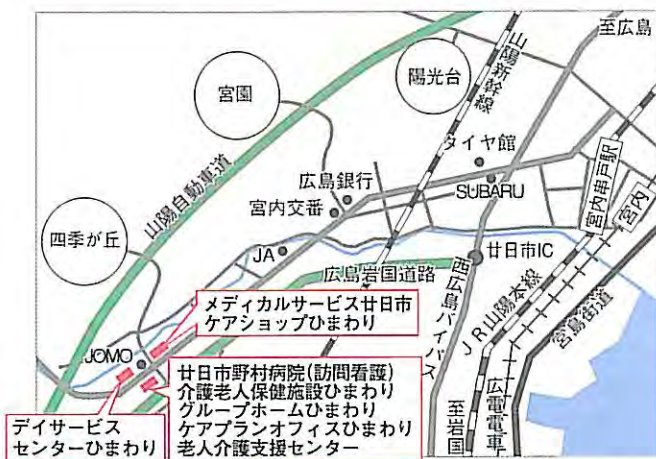 至広島
山陽新幹線
陽光台
宮園
タイヤ館
広島銀行
SUBARU
宮内串戸駅
宮内
山陽自動車道
宮内交番
四季が丘
JA
広島岩国道路
廿日市IC
西広島バイパス
JR山陽本線
宮島街道
広電電車
至岩国
JOMO
メディカルサービス廿日市
ケアショップひまわり
廿日市野村病院(訪問看護)
介護老人保健施設ひまわり
グループホームひまわり
ケアプランオフィスひまわり
老人介護支援センター
デイサービス
センターひまわり